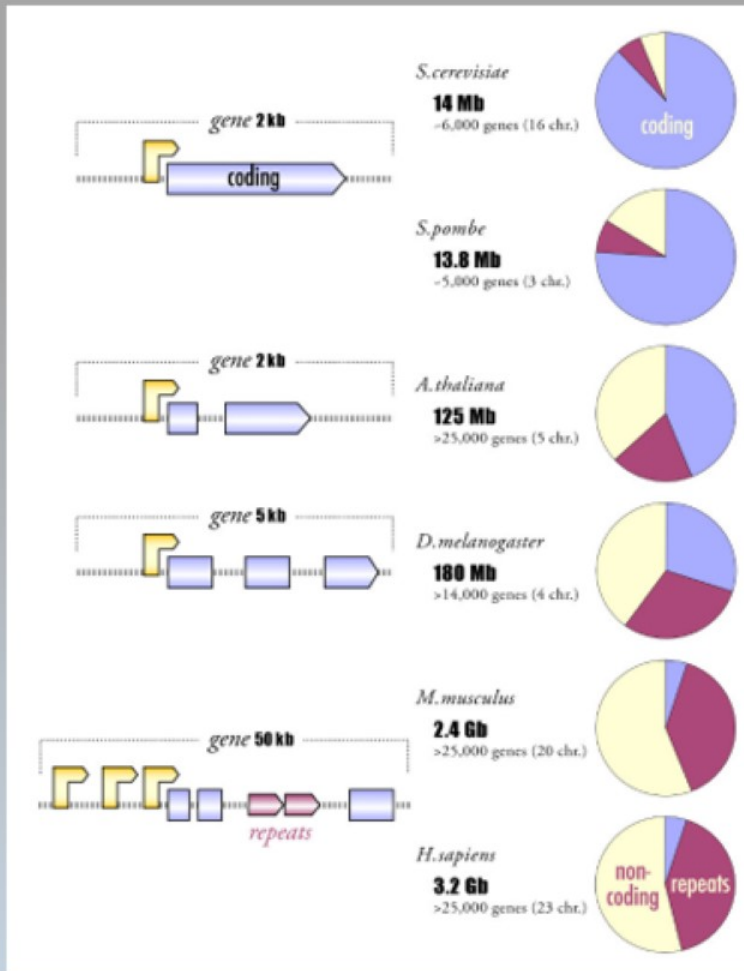 S.cerevisiae
14 Mb
~6,000 genes (16 chr.)
gene 2 kb
coding
coding
S.pombe
13.8 Mb
~5,000 genes (3 chr.)
gene 2 kb
A.thaliana
125 Mb
>25,000 genes (5 chr.)
gene 5 kb
D.melanogaster
180 Mb
>14,000 genes (4 chr.)
M.musculus
2.4 Gb
>25,000 genes (20 chr.)
gene 50 kb
repeats
H.sapiens
3.2 Gb
>25,000 genes (23 chr.)
non-
coding
repeats